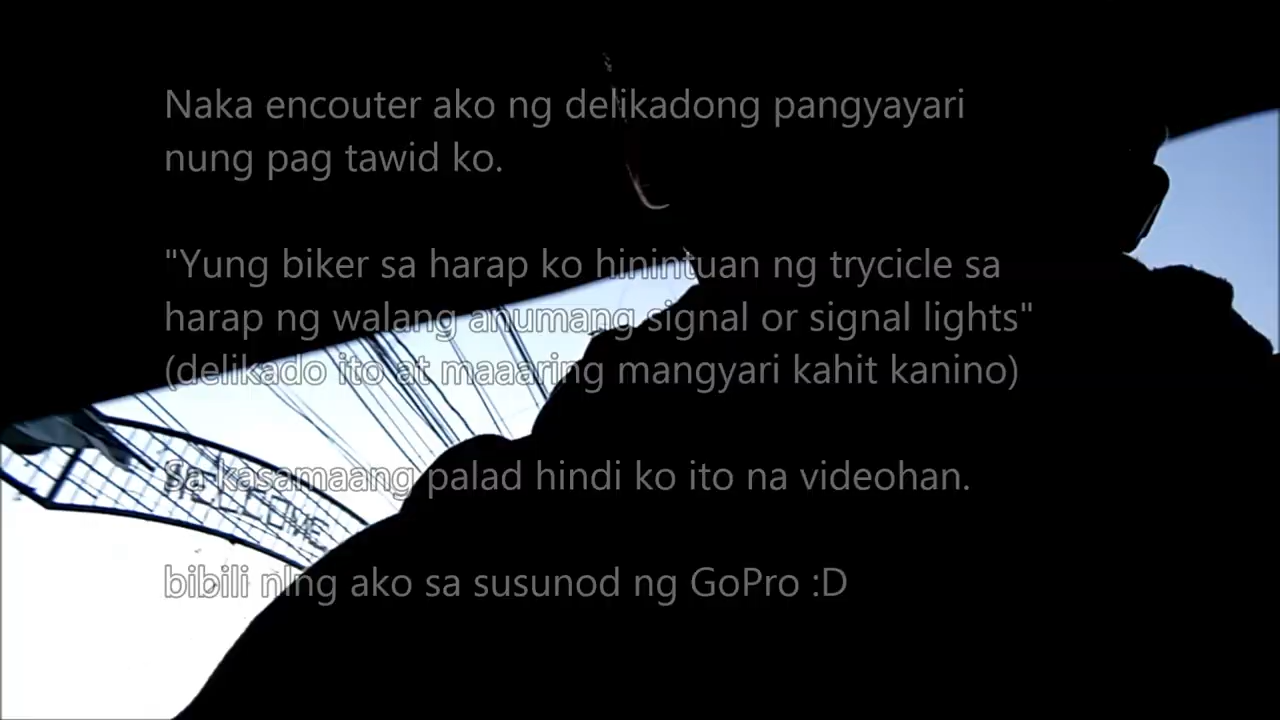 Naka encouter ako ng delikadong pangyayari
nung pag tawid ko.
"Yung biker sa harap ko hinintuan ng trycicle sa
harap ng walang anumang signal or signal lights"
(delikado ito at maaaring mangyari kahit kanino)
Sa kasamaang palad hindi ko ito na videohan.
WELCOME
bibili nlng ako sa susunod ng GoPro :D